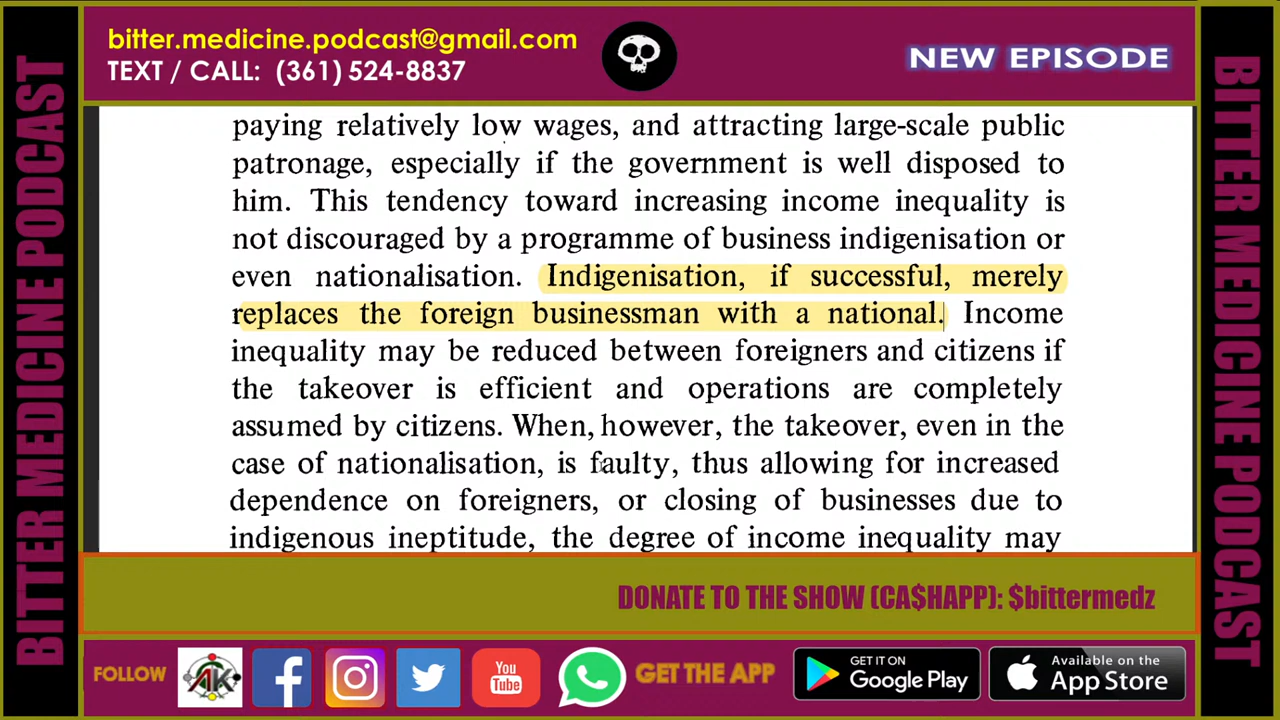 BITTER MEDICINE PODCAST
bitter.medicine.podcast@gmail.com
TEXT / CALL: (361) 524-8837
NEW EPISODE
paying relatively low wages, and attracting large-scale public
patronage, especially if the government is well disposed to
him. This tendency toward increasing income inequality is
not discouraged by a programme of business indigenisation or
even nationalisation. Indigenisation, if successful, merely
replaces the foreign businessman with a national. Income
inequality may be reduced between foreigners and citizens if
the takeover is efficient and operations are completely
assumed by citizens. When, however, the takeover, even in the
case of nationalisation, is faulty, thus allowing for increased
dependence on foreigners, or closing of businesses due to
indigenous ineptitude, the degree of income inequality may
DONATE TO THE SHOW (CA$HAPP): $bittermedz
FOLLOW
You
Tube
GET THE APP
GET IT ON
Google Play
Available on the
App Store
BITTER MEDICINE PODCAST